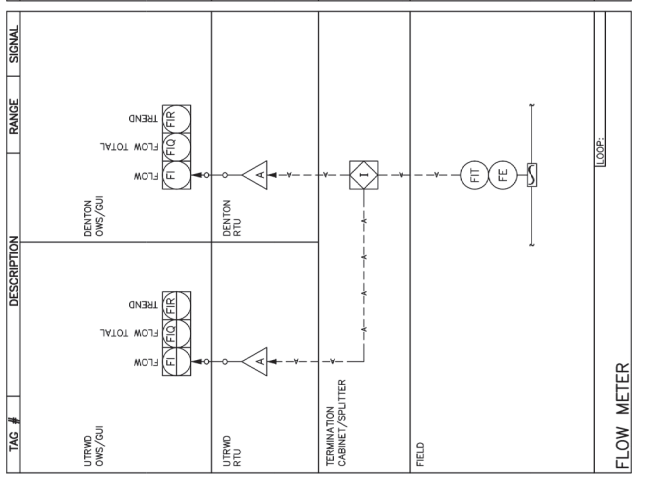 TAG # DESCRIPTION RANGE SIGNAL
UTRWD
OWS/GUI
FLOW
FLOW TOTAL
TREND
FI FIQ FIR
DENTON
OWS/GUI
FLOW
FLOW TOTAL
TREND
FI FIQ FIR
UTRWD
RTU
A
DENTON
RTU
A
TERMINATION
CABINET/SPLITTER
I
FIELD
FIT
FE
FLOW METER
LOOP: